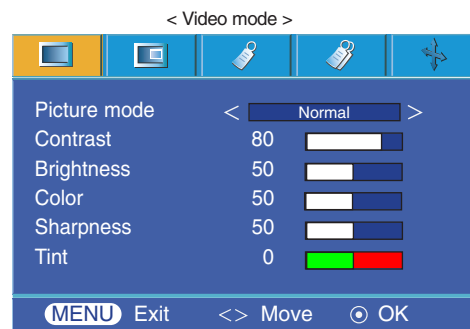 < Video mode >
Picture mode < Normal >
Contrast 80
Brightness 50
Color 50
Sharpness 50
Tint 0
MENU Exit <> Move ⊙ OK